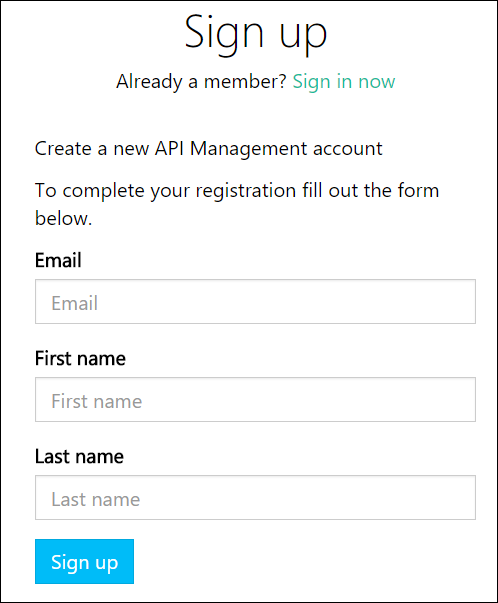 Sign up
Already a member? Sign in now
Create a new API Management account
To complete your registration fill out the form
below.
Email
Email
First name
First name
Last name
Last name
Sign up